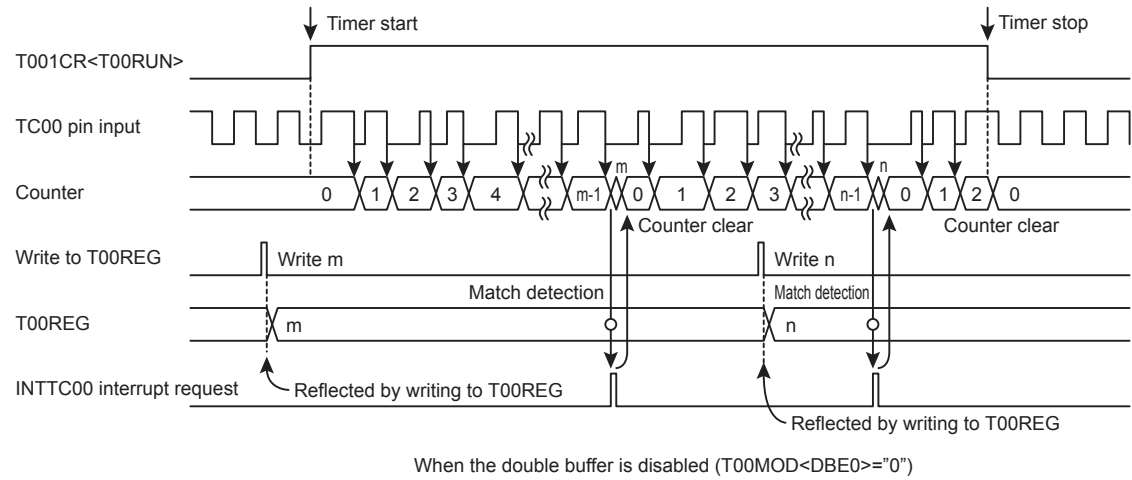 Timer start
Timer stop
T001CR<T00RUN>
TC00 pin input
m
n
Counter
0 1 2 3 4 m-1 0 1 2 3 n-1 0 1 2 0
Counter clear
Counter clear
Write to T00REG
Write m
Write n
Match detection
Match detection
T00REG
m
n
INTTC00 interrupt request
Reflected by writing to T00REG
Reflected by writing to T00REG
When the double buffer is disabled (T00MOD<DBE0>=”0”)